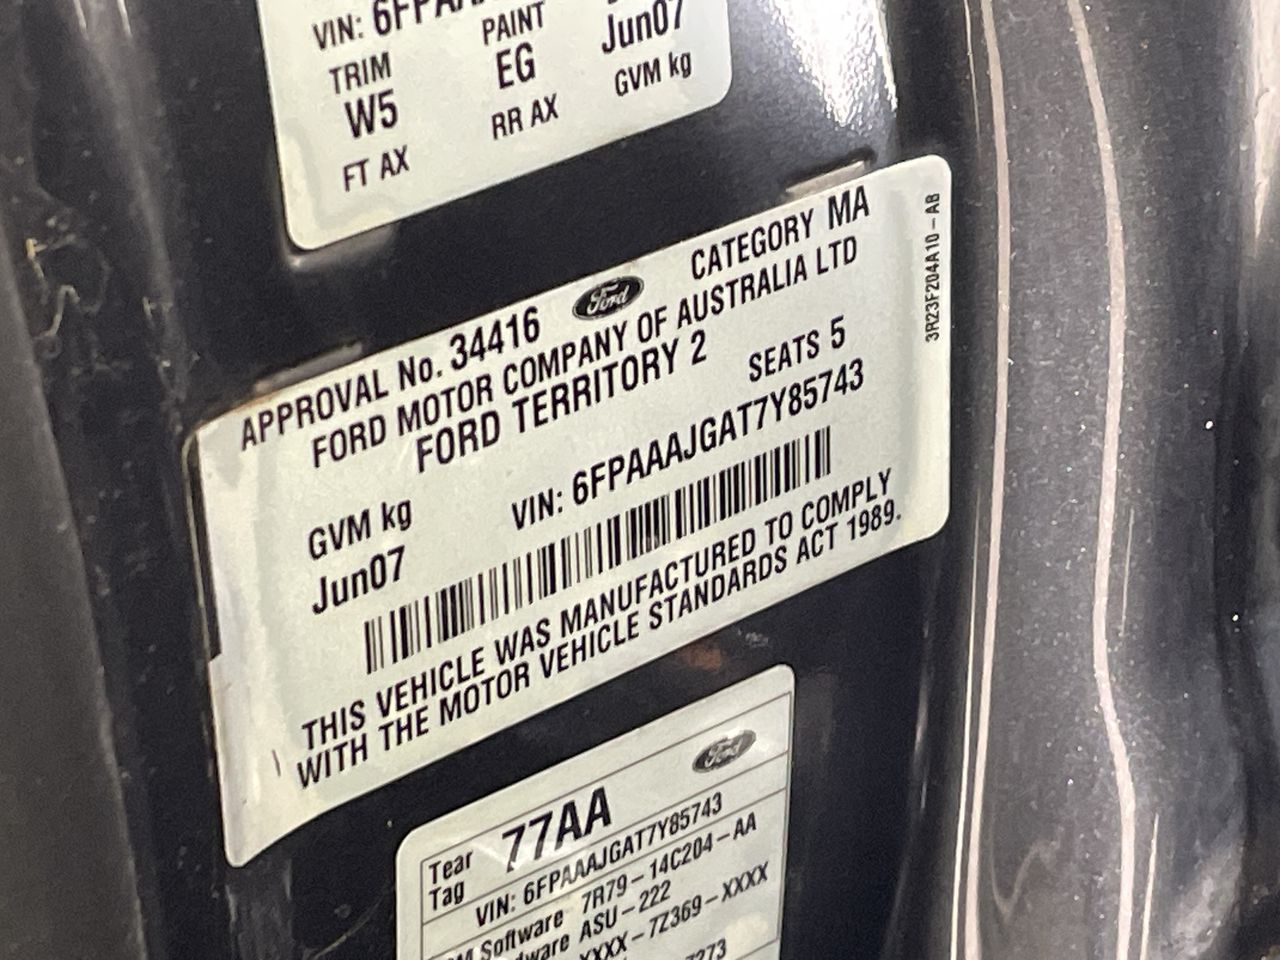 VIN: 6FPAA
TRIM PAINT
W5 EG Jun07
FT AX RR AX GVM kg
APPROVAL No. 34416 Ford CATEGORY MA
FORD MOTOR COMPANY OF AUSTRALIA LTD
FORD TERRITORY 2 SEATS 5
GVM kg VIN: 6FPAAAJGAT7Y85743
Jun07
THIS VEHICLE WAS MANUFACTURED TO COMPLY
WITH THE MOTOR VEHICLE STANDARDS ACT 1989.
3R23F204A10-AB
Ford
Tear Tag 77AA
VIN: 6FPAAAJGAT7Y85743
Software 7R79-14C204-AA
ASU-222
XXXX-7Z369-XXXX